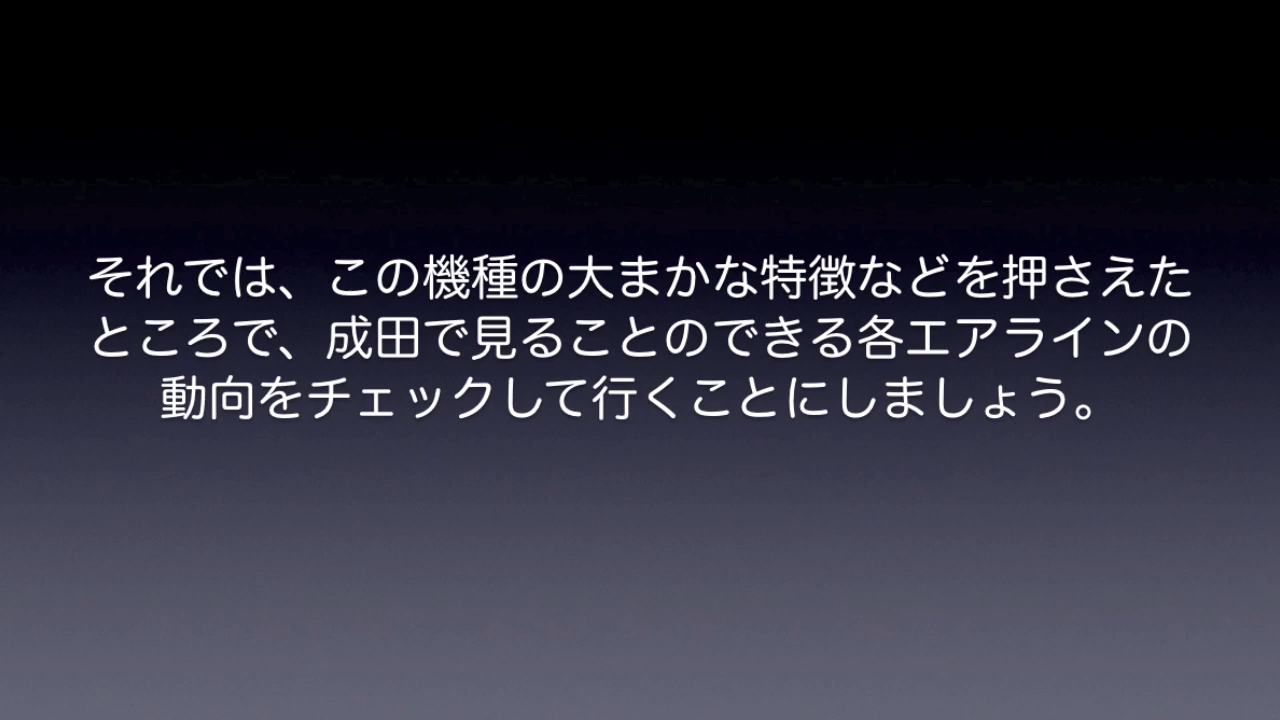 それでは、この機種の大まかな特徴などを押さえた
ところで、成田で見ることのできる各エアラインの
動向をチェックして行くことにしましょう。